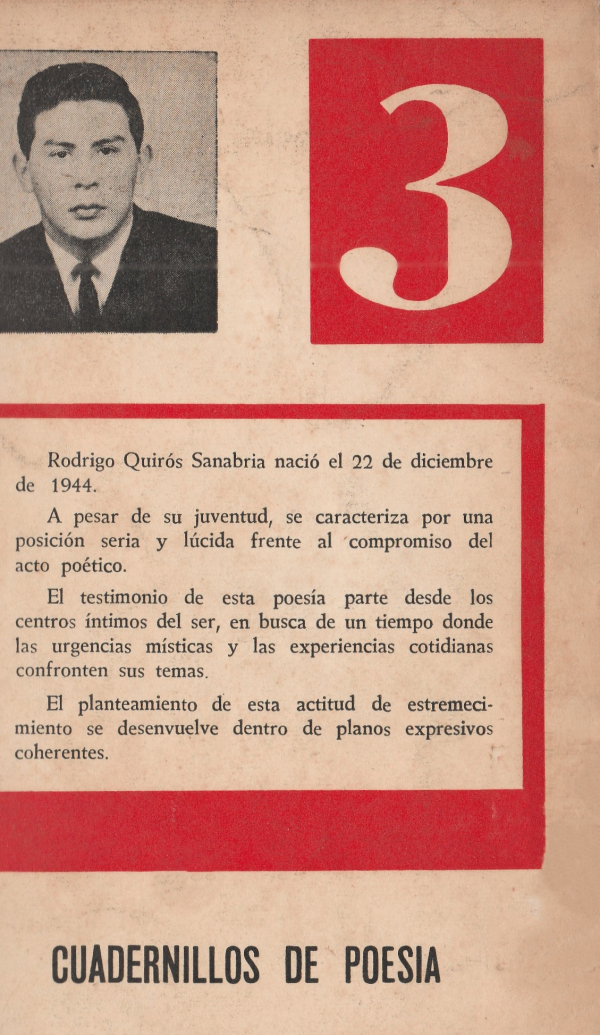 3
Rodrigo Quirós Sanabria nació el 22 de diciembre
de 1944.
A pesar de su juventud, se caracteriza por una
posición seria y lúcida frente al compromiso del
acto poético.
El testimonio de esta poesía parte desde los
centros íntimos del ser, en busca de un tiempo donde
las urgencias místicas y las experiencias cotidianas
confronten sus temas.
El planteamiento de esta actitud de estremeci-
miento se desenvuelve dentro de planos expresivos
coherentes.
CUADERNILLOS DE POESIA